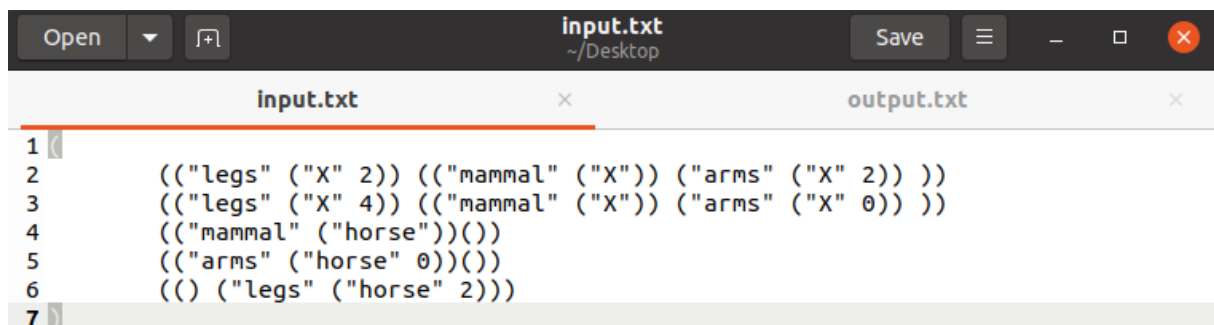 Open input.txt Save
~/Desktop
input.txt output.txt
1 (
2 (("legs" ("X" 2)) (("mammal" ("X")) ("arms" ("X" 2)) ))
3 (("legs" ("X" 4)) (("mammal" ("X")) ("arms" ("X" 0)) ))
4 (("mammal" ("horse"))())
5 (("arms" ("horse" 0))())
6 (() ("legs" ("horse" 2)))
7 )